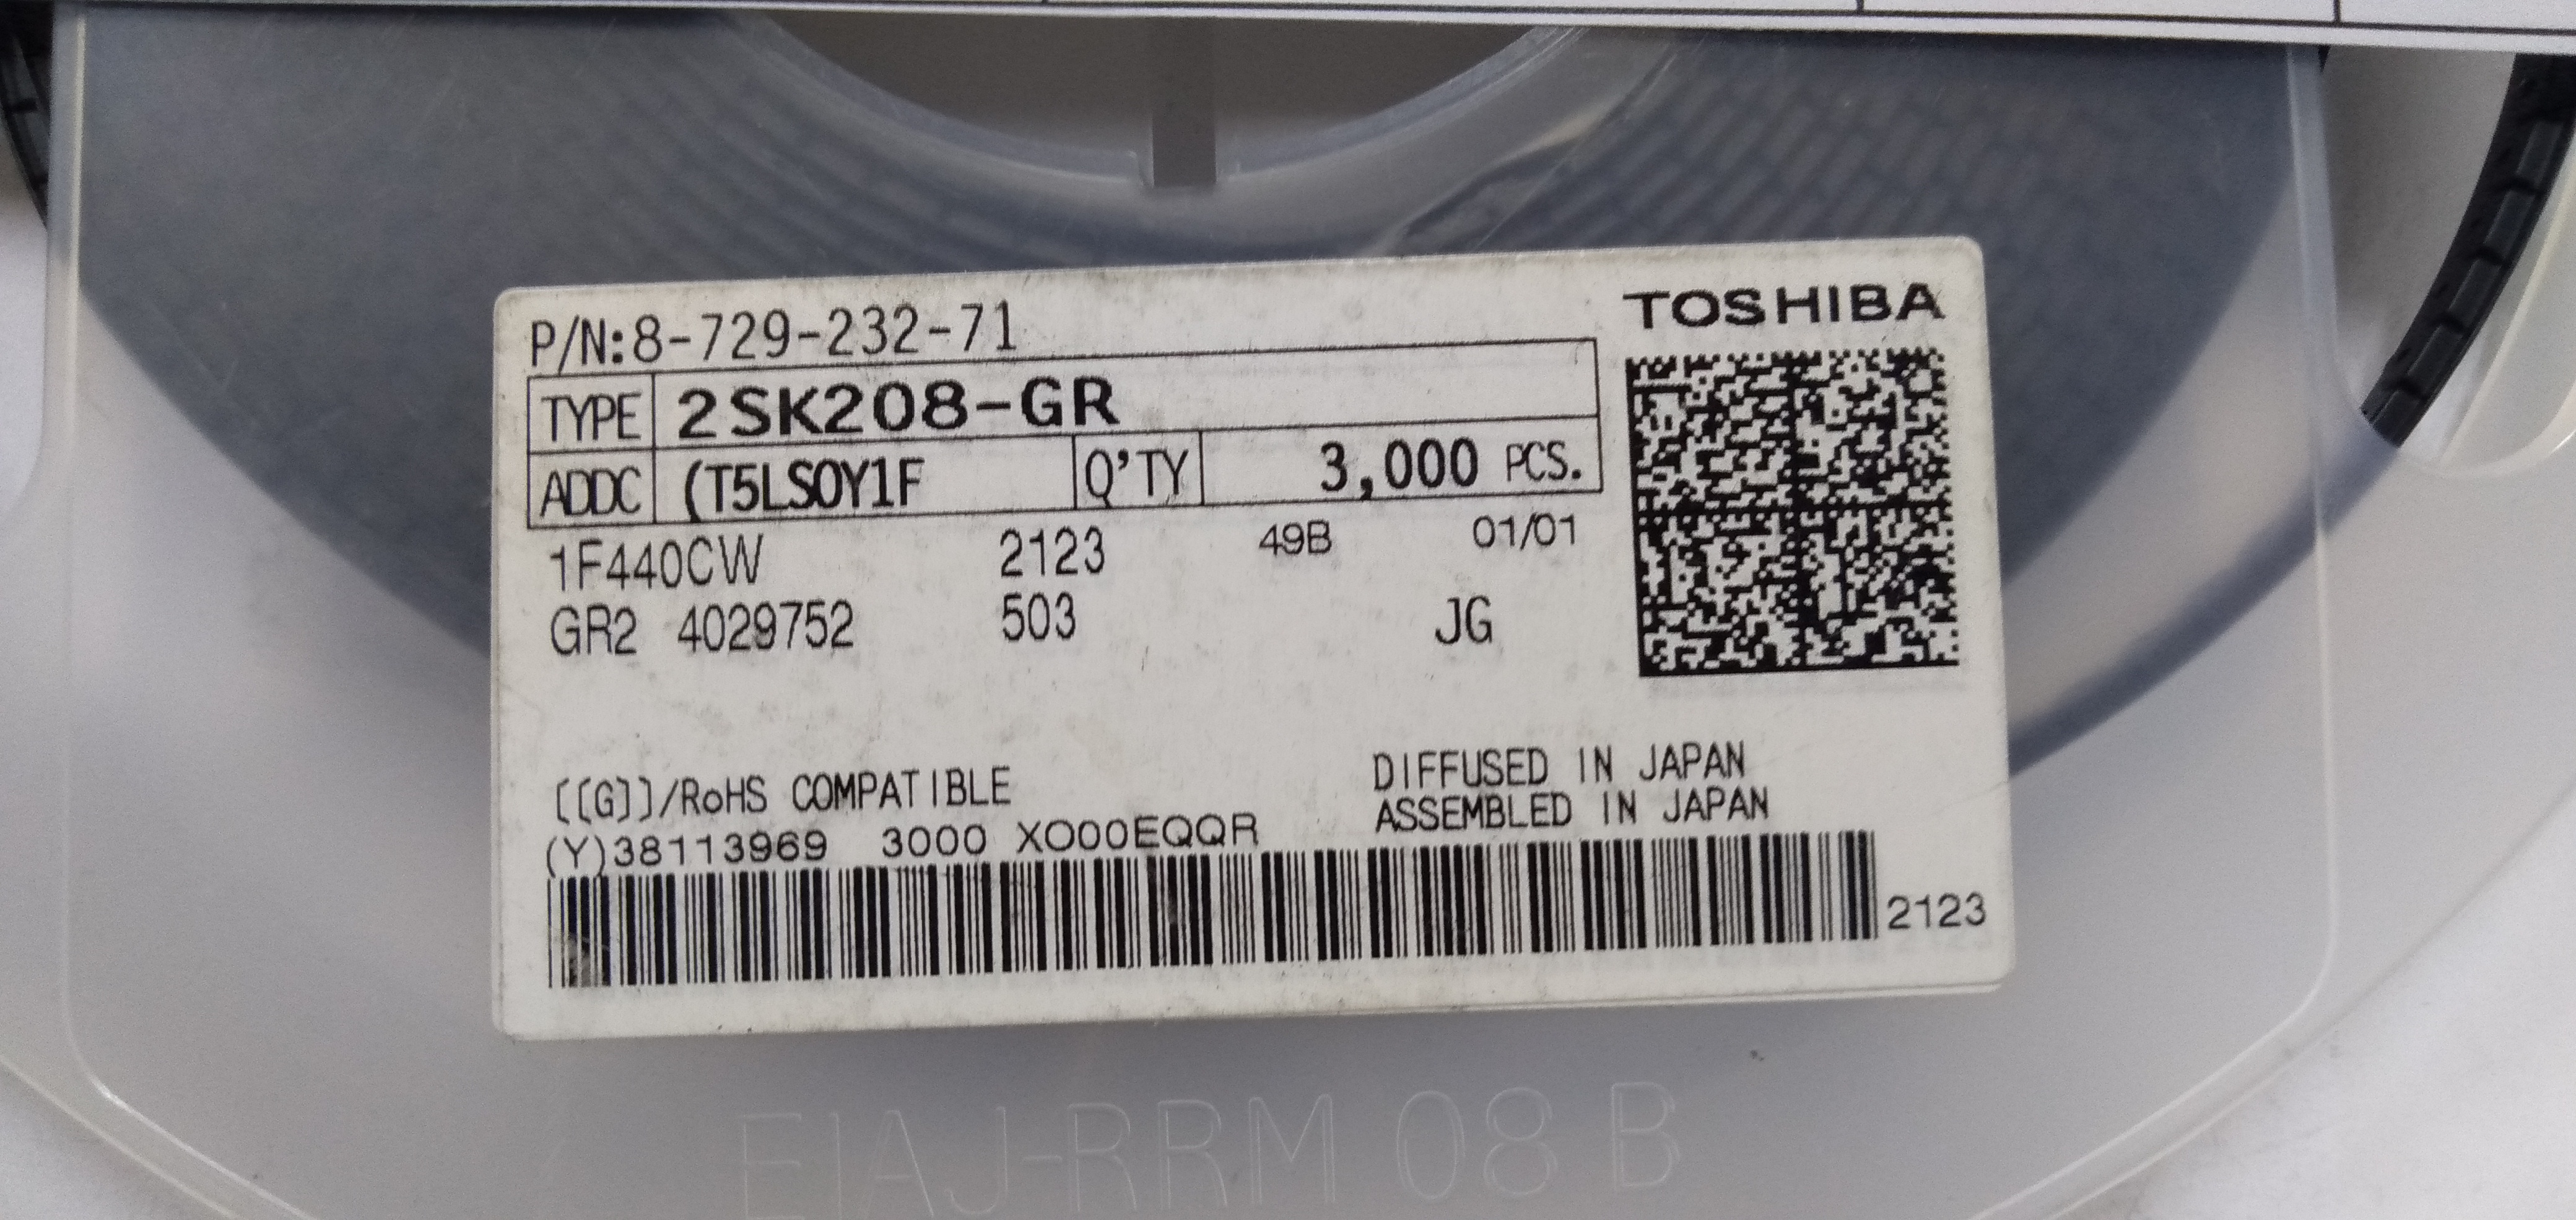 P/N:8-729-232-71
TOSHIBA
TYPE 2SK208-GR
ADDC (T5LSOY1F Q'TY 3,000 PCS.
1F440CW 2123 49B 01/01
GR2 4029752 503 JG
[[G]]/RoHS COMPATIBLE
DIFFUSED IN JAPAN
ASSEMBLED IN JAPAN
(Y)38113969 3000 XO00EQQR
2123
EIAJ-RRM 08 B